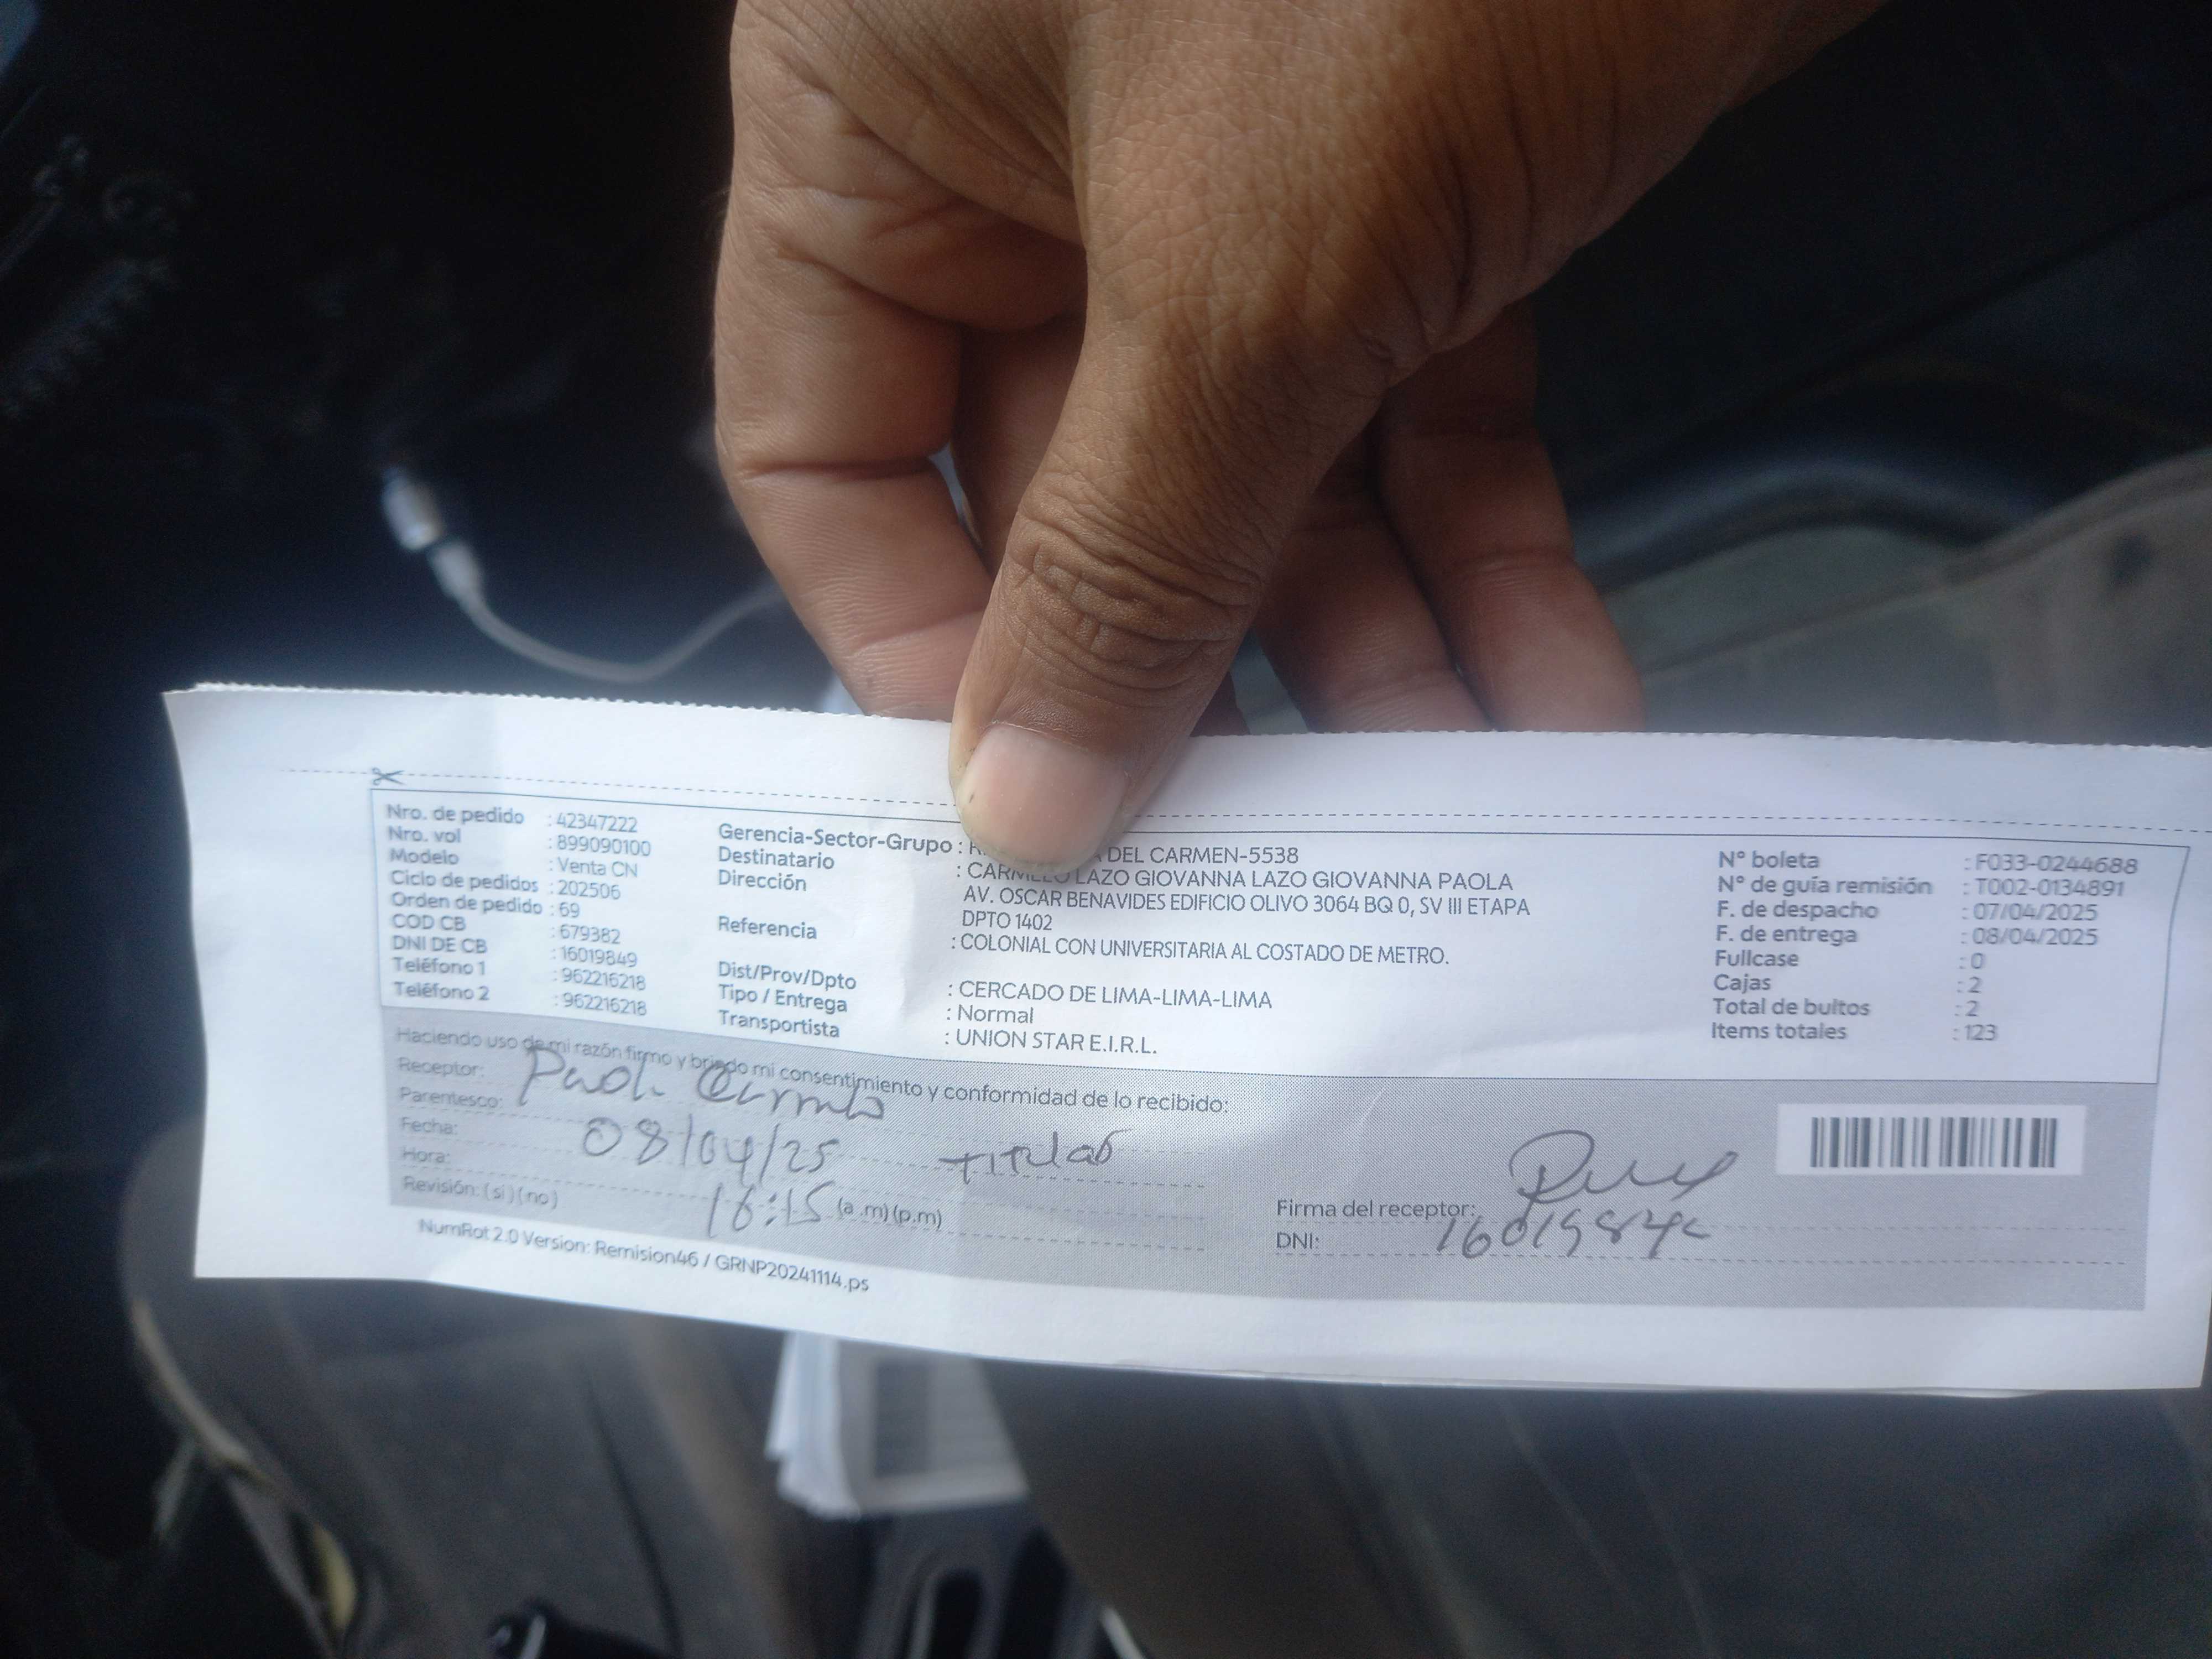 Nro. de pedido : 42347222
Nro. vol : 899090100
Modelo : Venta CN
Ciclo de pedidos : 202506
Orden de pedido : 69
COD CB : 679382
DNI DE CB : 16019849
Teléfono 1 : 962216218
Teléfono 2 : 962216218
Gerencia-Sector-Grupo : DEL CARMEN-5538
Destinatario : CARMELO LAZO GIOVANNA LAZO GIOVANNA PAOLA
Dirección AV. OSCAR BENAVIDES EDIFICIO OLIVO 3064 BQ 0, SV III ETAPA
DPTO 1402
Referencia : COLONIAL CON UNIVERSITARIA AL COSTADO DE METRO.
Dist/Prov/Dpto : CERCADO DE LIMA-LIMA-LIMA
Tipo / Entrega : Normal
Transportista : UNION STAR E.I.R.L.
N° boleta : F033-0244688
N° de guía remisión : T002-0134891
F. de despacho : 07/04/2025
F. de entrega : 08/04/2025
Fullcase : 0
Cajas : 2
Total de bultos : 2
Items totales : 123
Haciendo uso de mi razón firmo y brindo mi consentimiento y conformidad de lo recibido:
Receptor:
Parentesco:
Fecha: 08/04/25
Hora: 16:15 (a .m) (p.m)
Revisión: (si) (no)
Firma del receptor:
DNI:
NumRot 2.0 Version: Remision46 / GRNP20241114.ps